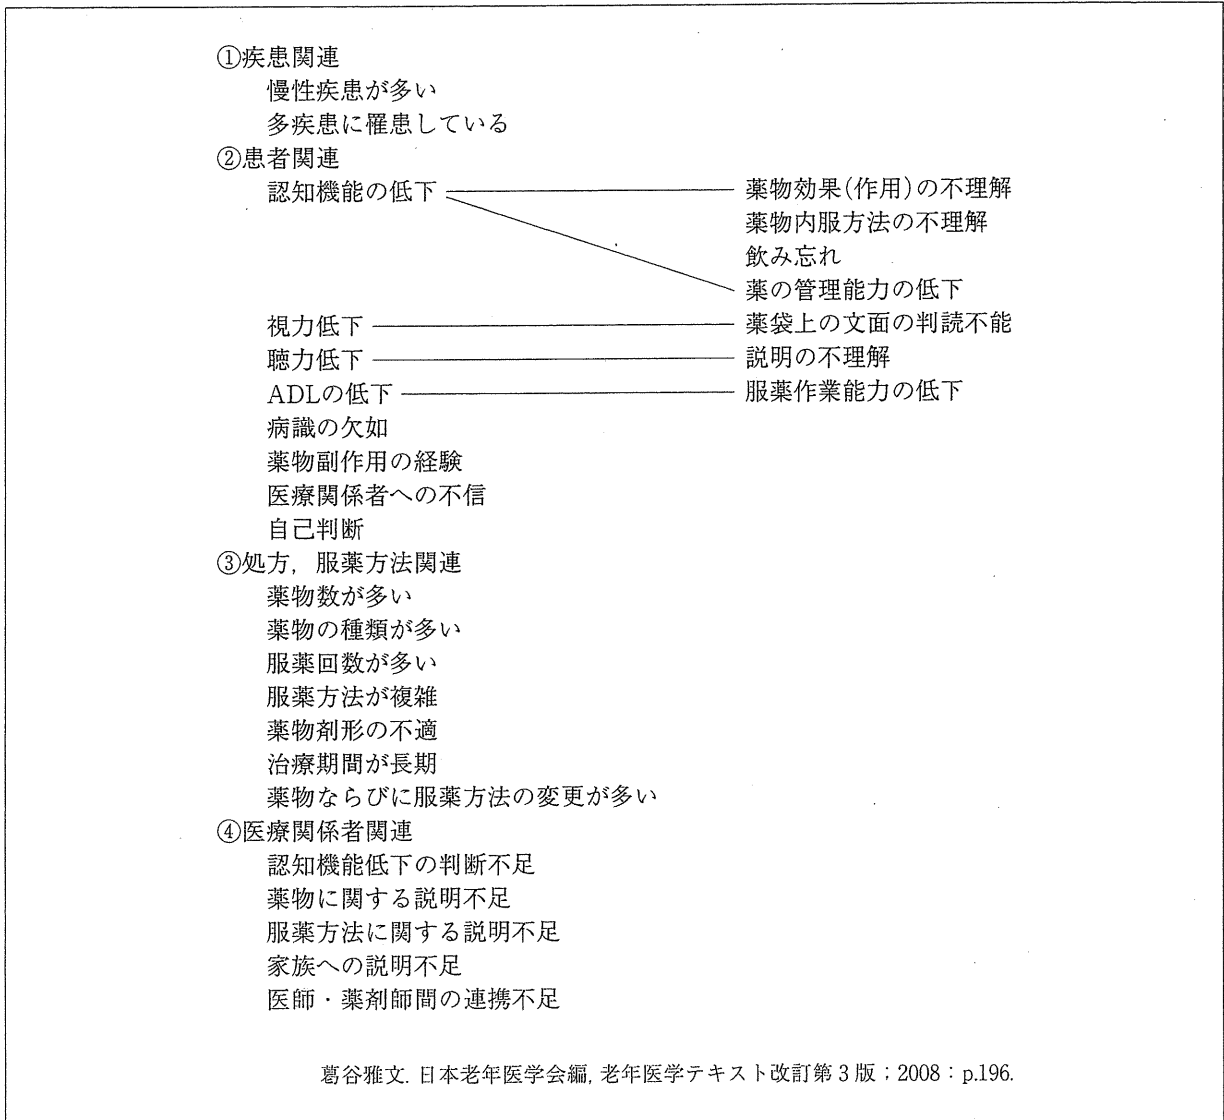 ①疾患関連
慢性疾患が多い
多疾患に罹患している
②患者関連
認知機能の低下 薬物効果(作用)の不理解
薬物内服方法の不理解
飲み忘れ
薬の管理能力の低下
視力低下 薬袋上の文面の判読不能
聴力低下 説明の不理解
ADLの低下 服薬作業能力の低下
病識の欠如
薬物副作用の経験
医療関係者への不信
自己判断
③処方，服薬方法関連
薬物数が多い
薬物の種類が多い
服薬回数が多い
服薬方法が複雑
薬物剤形の不適
治療期間が長期
薬物ならびに服薬方法の変更が多い
④医療関係者関連
認知機能低下の判断不足
薬物に関する説明不足
服薬方法に関する説明不足
家族への説明不足
医師・薬剤師間の連携不足
葛谷雅文. 日本老年医学会編, 老年医学テキスト改訂第3版；2008：p.196.